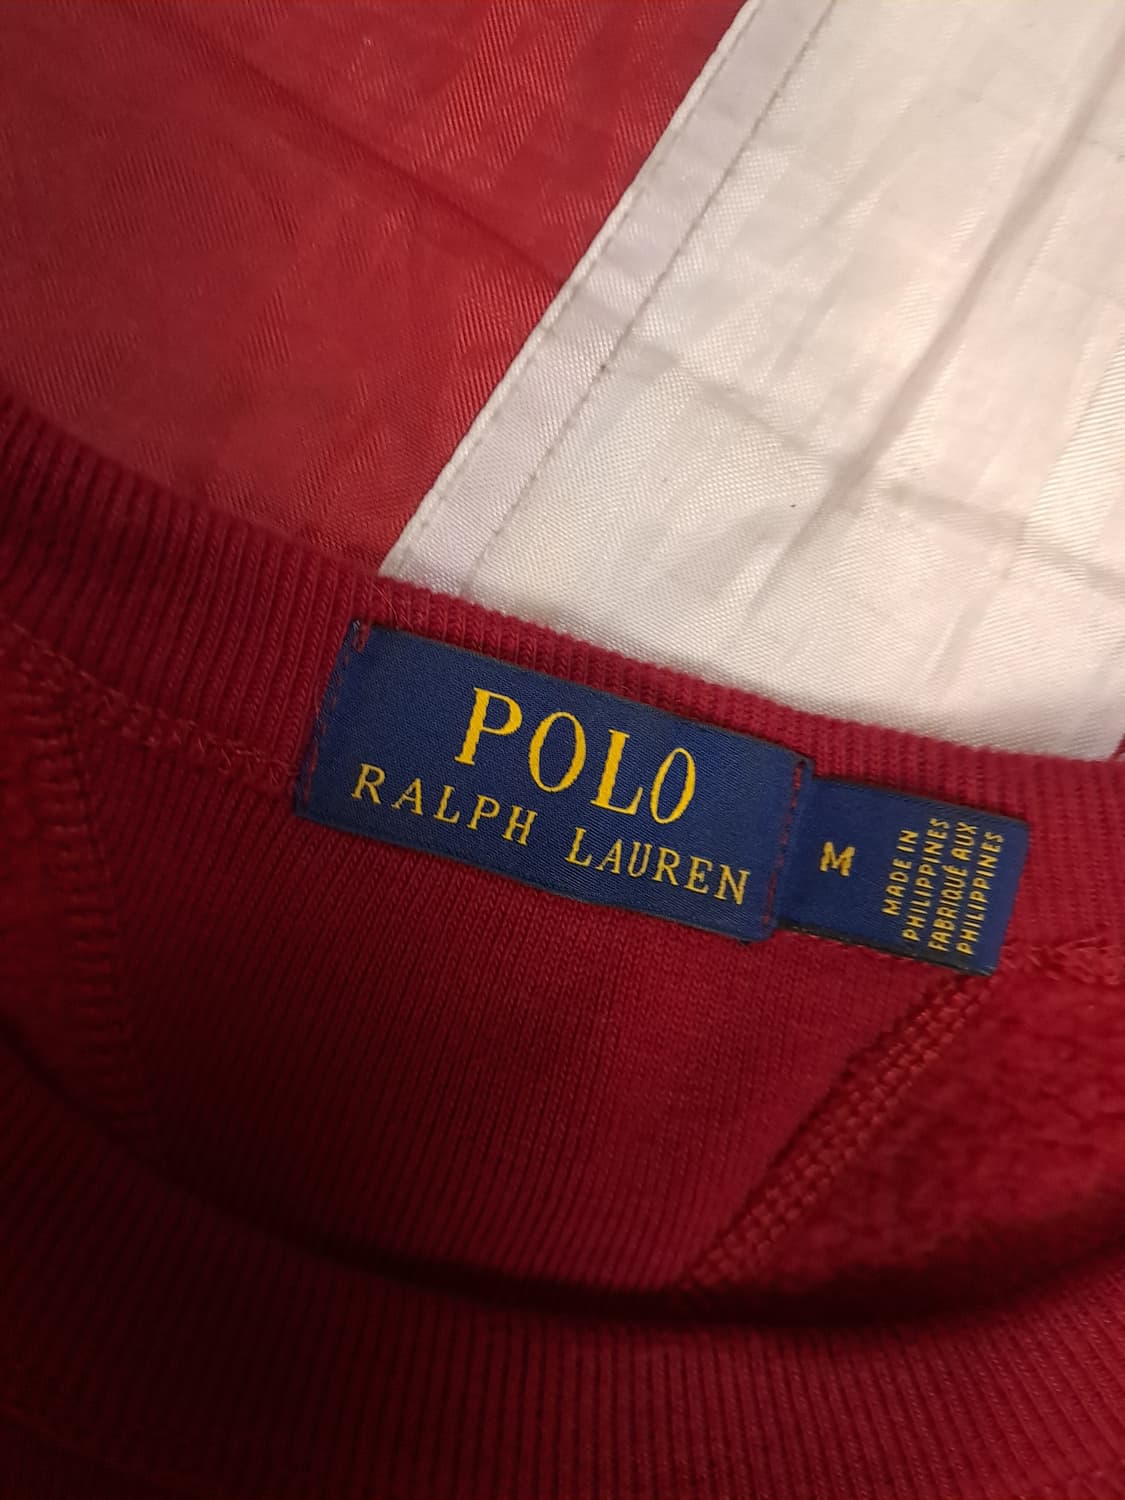 POLO
RALPH LAUREN
M
MADE IN
PHILIPPINES
FABRIQUÉ AUX
PHILIPPINES